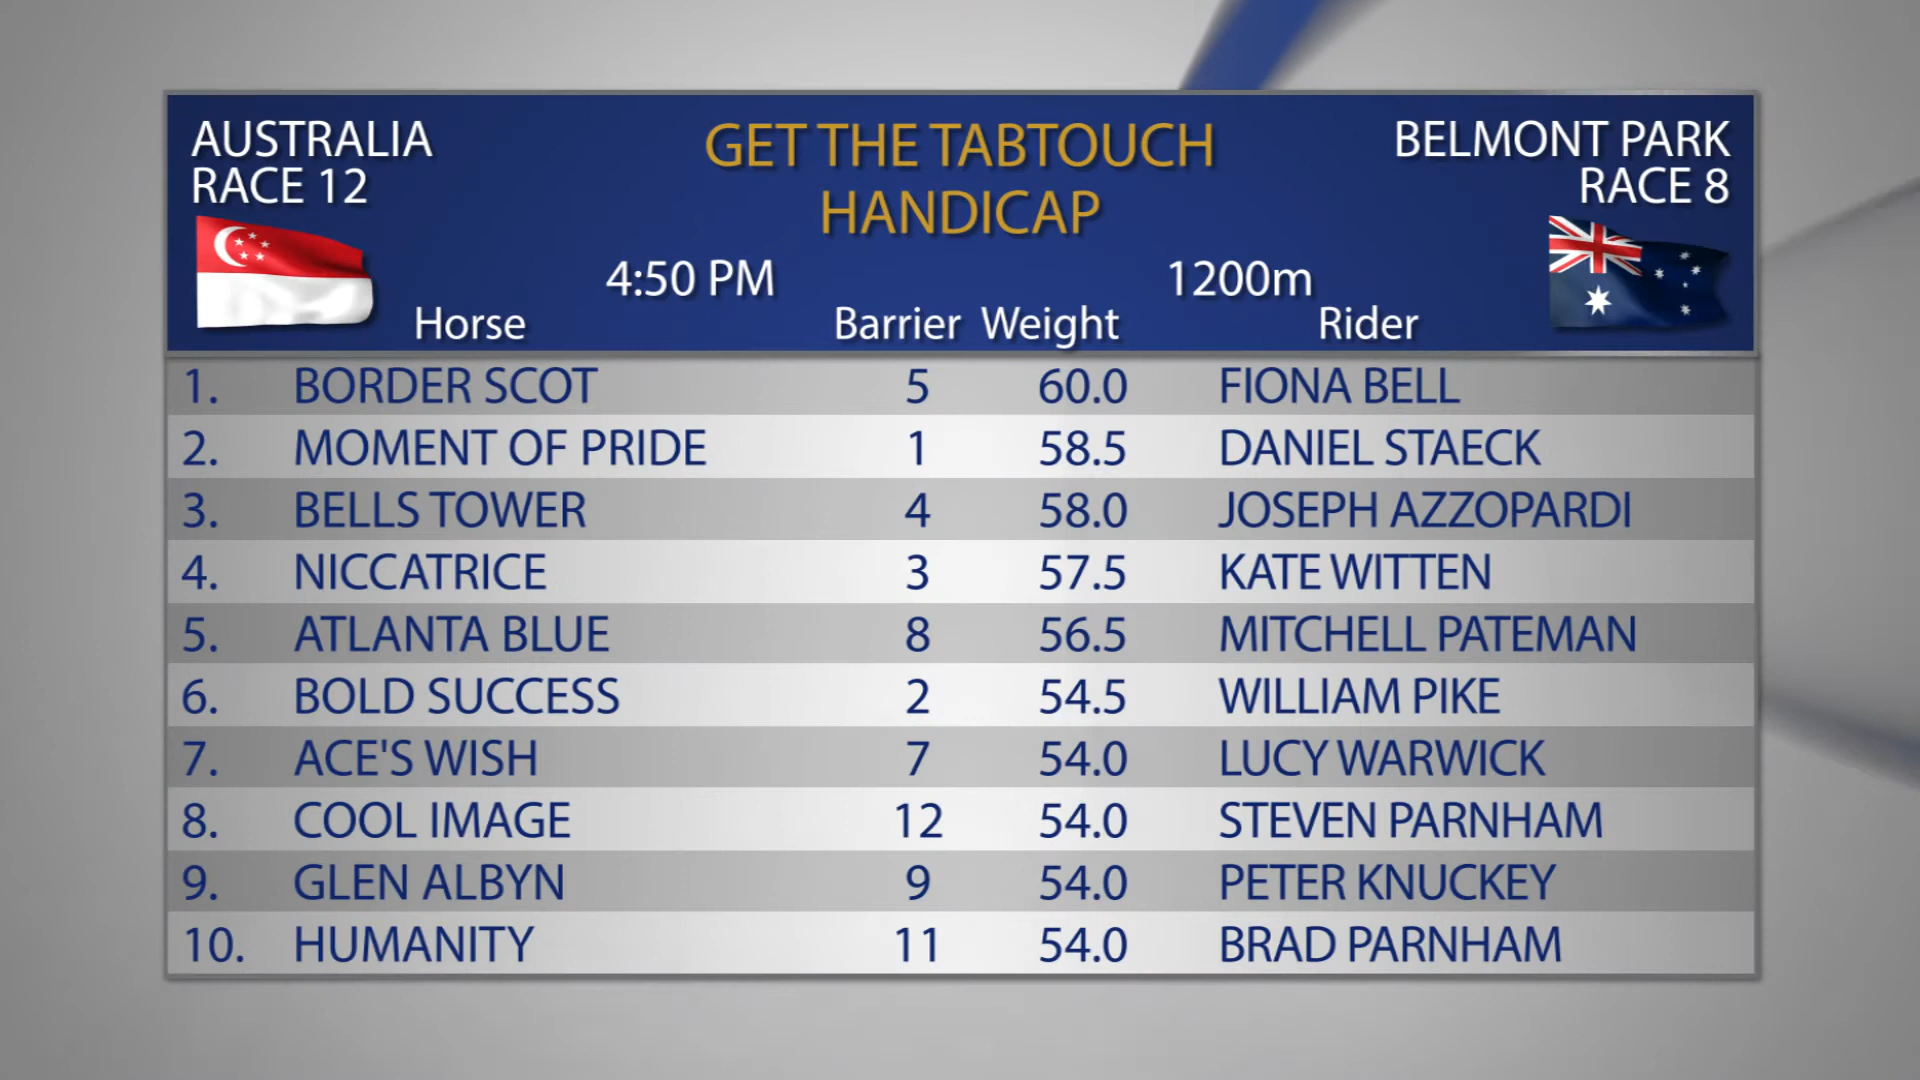 AUSTRALIA
RACE 12
GET THE TABTOUCH
HANDICAP
BELMONT PARK
RACE 8
4:50 PM
1200m
Horse Barrier Weight Rider
1. BORDER SCOT 5 60.0 FIONA BELL
2. MOMENT OF PRIDE 1 58.5 DANIEL STAECK
3. BELLS TOWER 4 58.0 JOSEPH AZZOPARDI
4. NICCATRICE 3 57.5 KATE WITTEN
5. ATLANTA BLUE 8 56.5 MITCHELL PATEMAN
6. BOLD SUCCESS 2 54.5 WILLIAM PIKE
7. ACE'S WISH 7 54.0 LUCY WARWICK
8. COOL IMAGE 12 54.0 STEVEN PARNHAM
9. GLEN ALBYN 9 54.0 PETER KNUCKEY
10. HUMANITY 11 54.0 BRAD PARNHAM